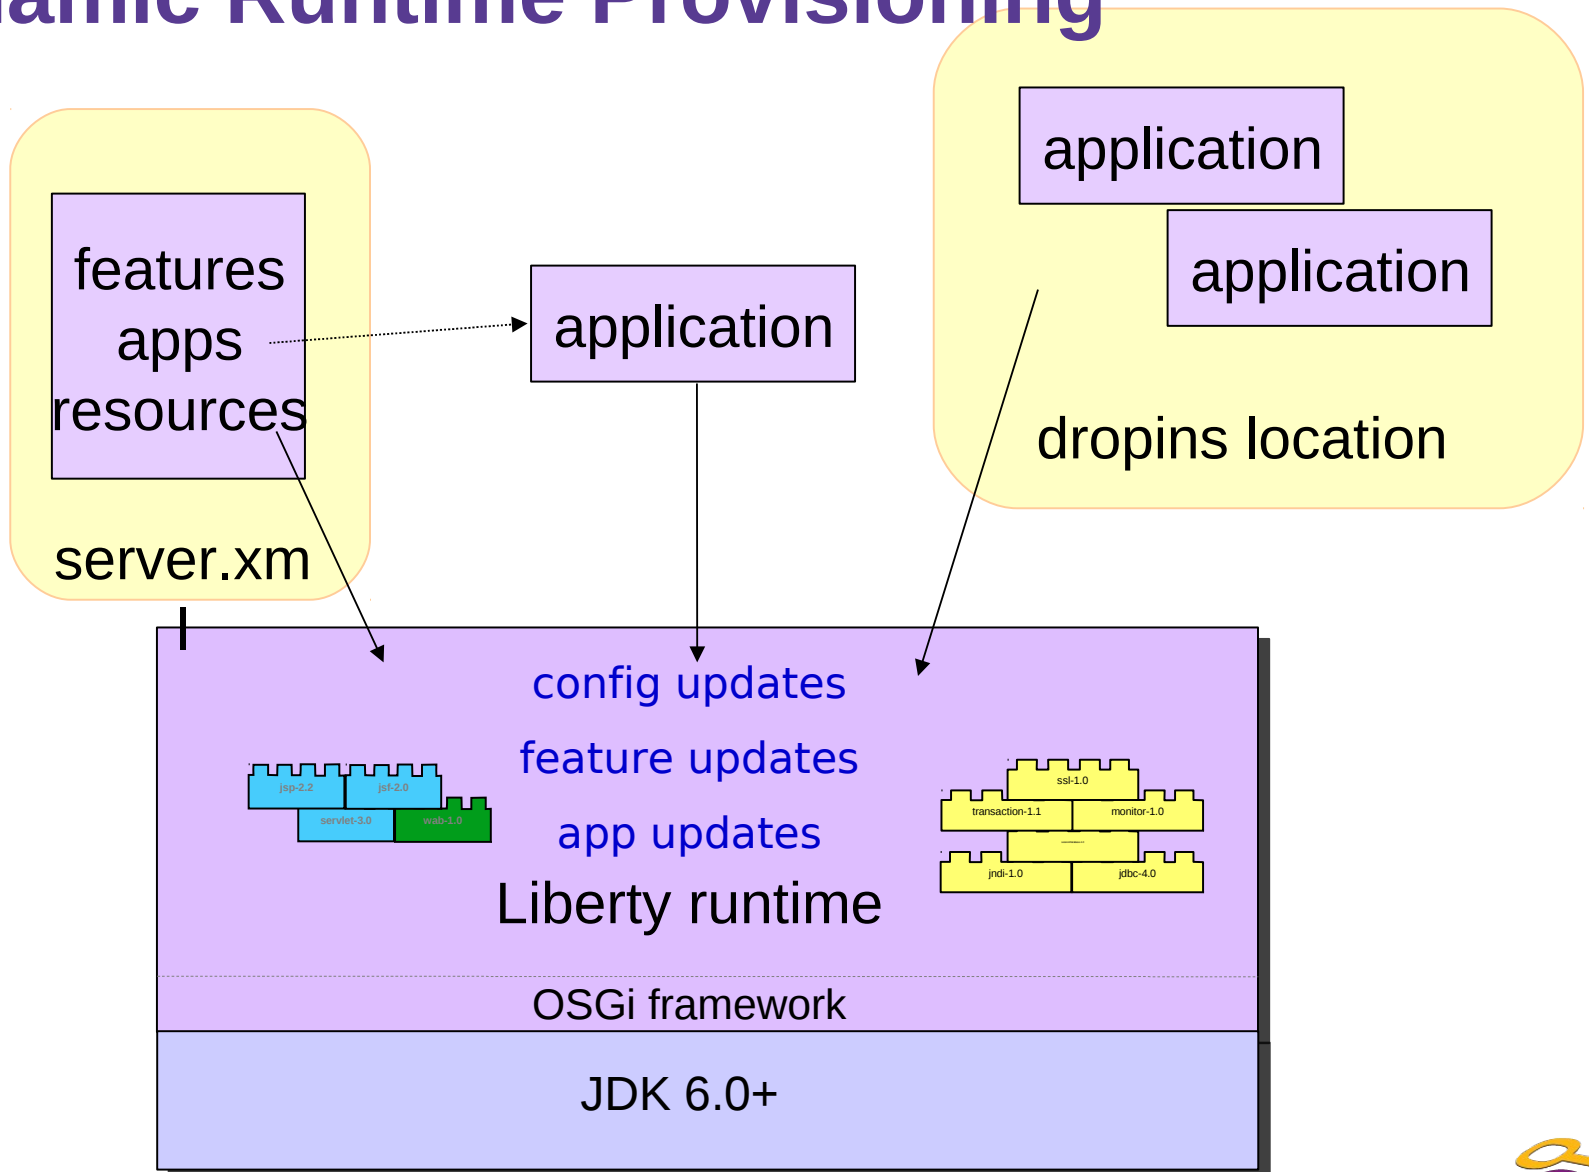 amic Runtime Provisioning
application
application
dropins location
features
apps
resources
server.xm
l
application
config updates
feature updates
app updates
Liberty runtime
jsp-2.2
jsf-2.0
servlet-3.0
wab-1.0
ssl-1.0
transaction-1.1
monitor-1.0
jndi-1.0
jdbc-4.0
OSGi framework
JDK 6.0+